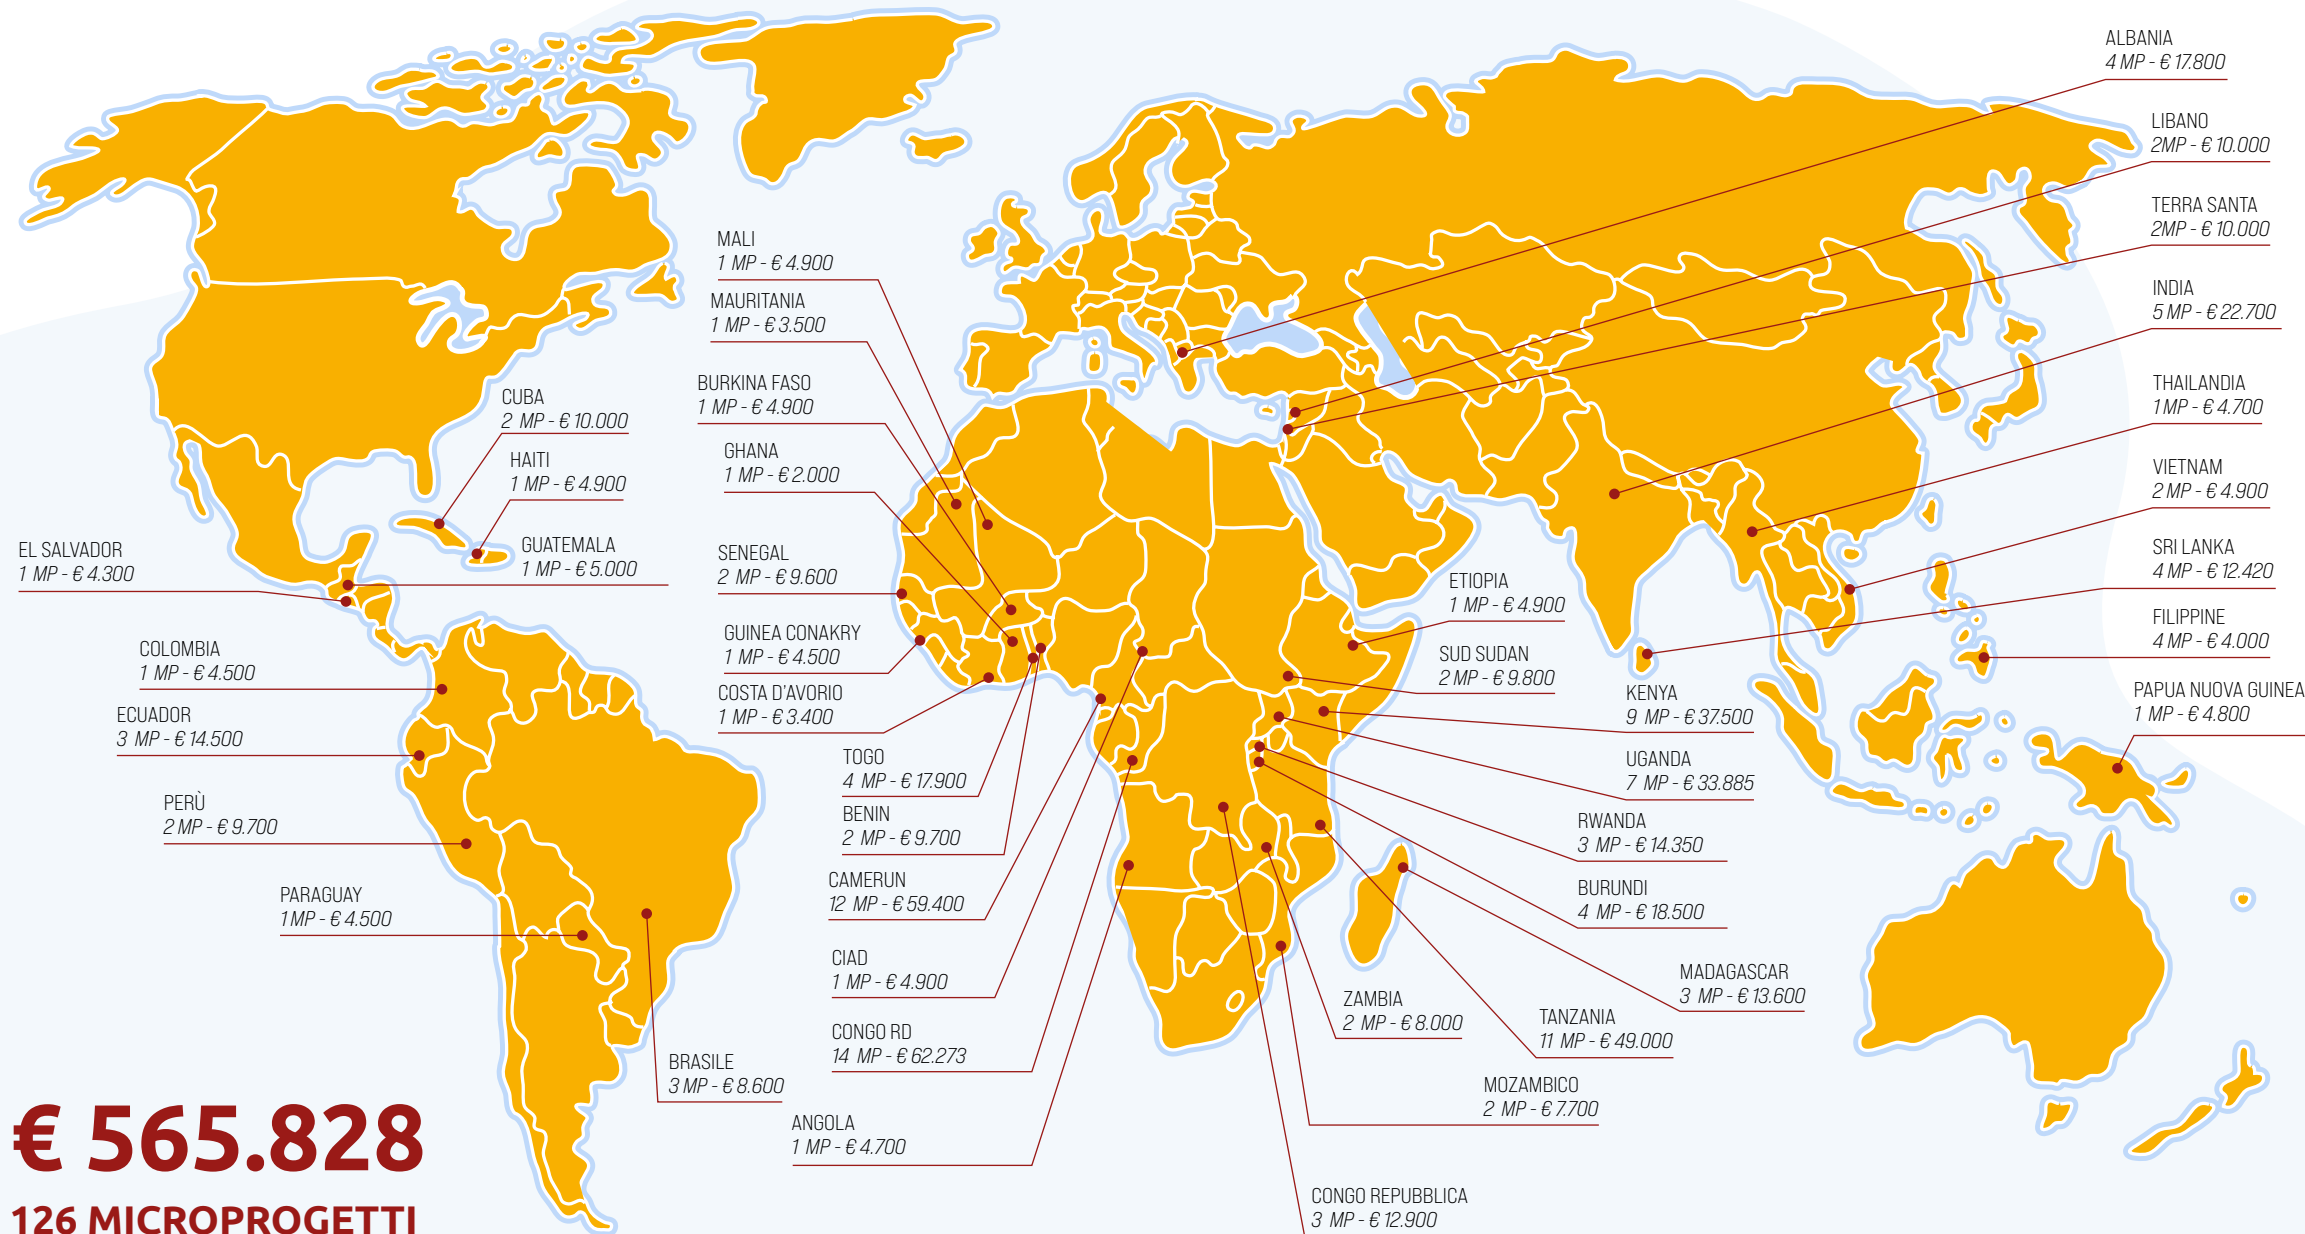 ALBANIA
4 MP - € 17.800
LIBANO
2MP - € 10.000
TERRA SANTA
2MP - € 10.000
INDIA
5 MP - € 22.700
THAILANDIA
1 MP - € 4.700
VIETNAM
2 MP - € 4.900
SRI LANKA
4 MP - € 12.420
FILIPPINE
4 MP - € 4.000
PAPUA NUOVA GUINEA
1 MP - € 4.800
MALI
1 MP - € 4.900
MAURITANIA
1 MP - € 3.500
BURKINA FASO
1 MP - € 4.900
GHANA
1 MP - € 2.000
SENEGAL
2 MP - € 9.600
GUINEA CONAKRY
1 MP - € 4.500
COSTA D'AVORIO
1 MP - € 3.400
TOGO
4 MP - € 17.900
BENIN
2 MP - € 9.700
CAMERUN
12 MP - € 59.400
CIAD
1 MP - € 4.900
CONGO RD
14 MP - € 62.273
ANGOLA
1 MP - € 4.700
CUBA
2 MP - € 10.000
HAITI
1 MP - € 4.900
GUATEMALA
1 MP - € 5.000
EL SALVADOR
1 MP - € 4.300
COLOMBIA
1 MP - € 4.500
ECUADOR
3 MP - € 14.500
PERÙ
2 MP - € 9.700
PARAGUAY
1 MP - € 4.500
BRASILE
3 MP - € 8.600
ETIOPIA
1 MP - € 4.900
SUD SUDAN
2 MP - € 9.800
KENYA
9 MP - € 37.500
UGANDA
7 MP - € 33.885
RWANDA
3 MP - € 14.350
BURUNDI
4 MP - € 18.500
MADAGASCAR
3 MP - € 13.600
ZAMBIA
2 MP - € 8.000
TANZANIA
11 MP - € 49.000
MOZAMBICO
2 MP - € 7.700
CONGO REPUBBLICA
3 MP - € 12.900
€ 565.828
126 MICROPROGETTI